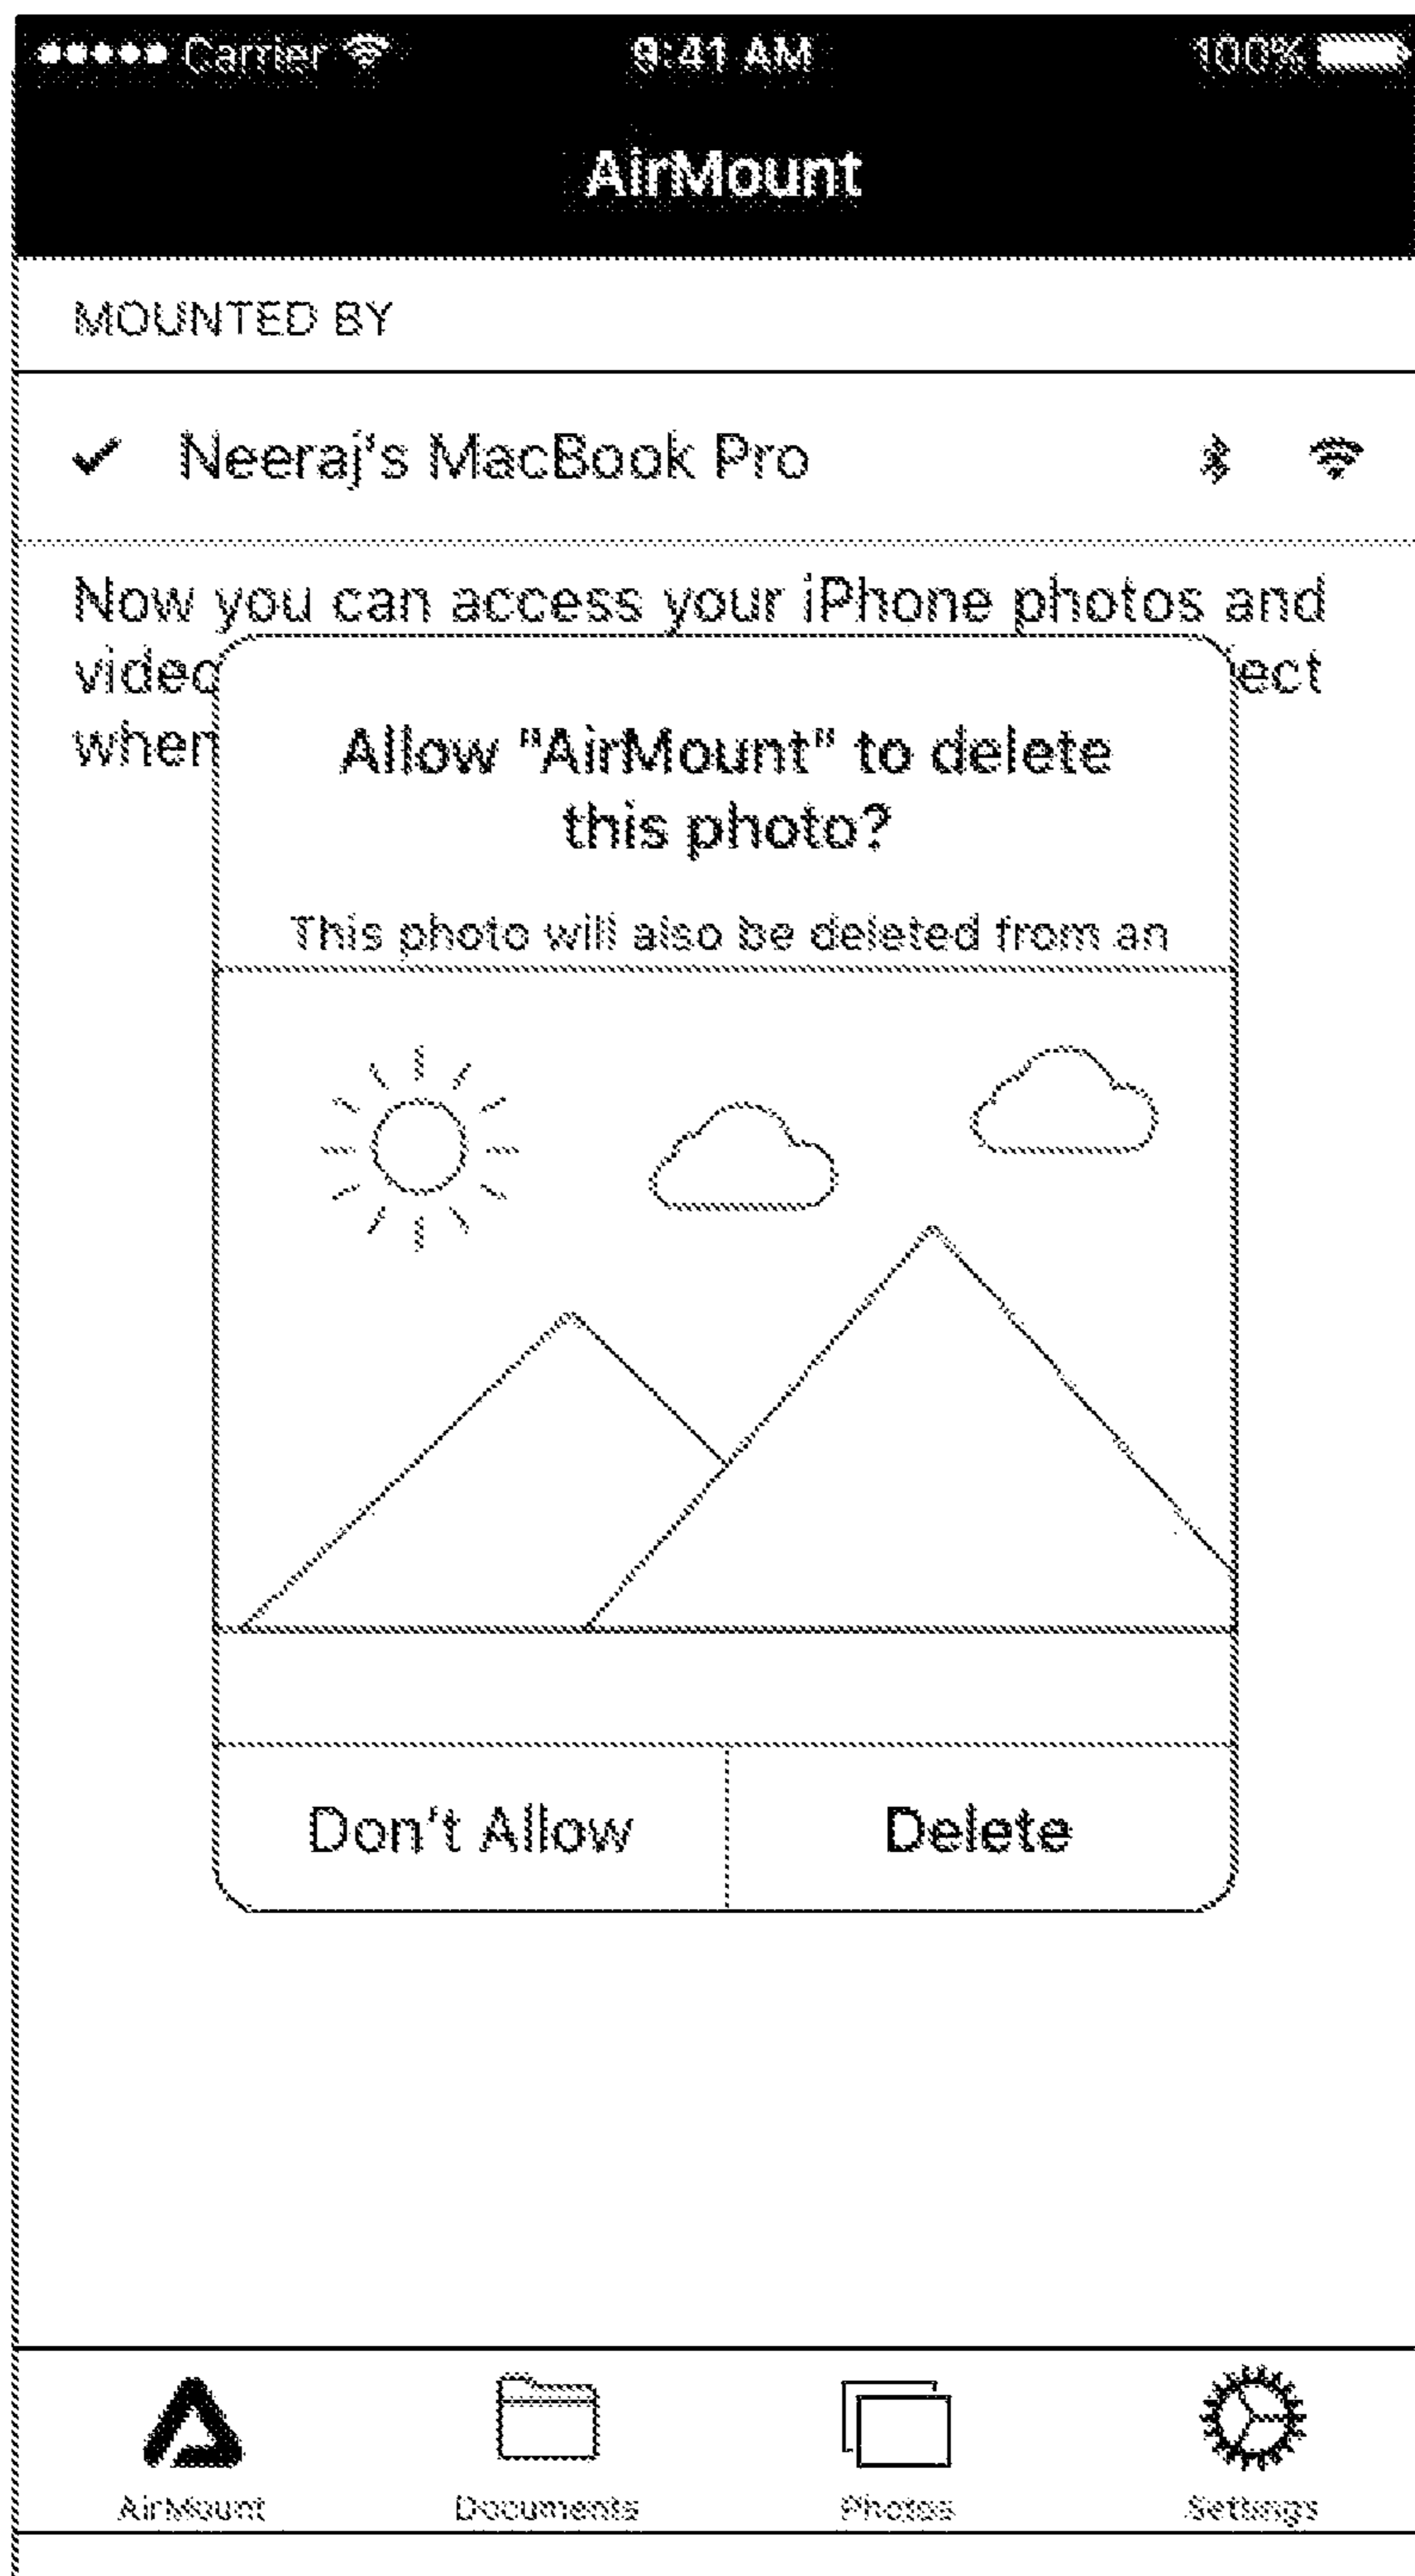 Carrier 9:41 AM 100%
AirMount
MOUNTED BY
Neeraj's MacBook Pro
Now you can access your iPhone photos and
videc ect
wher
Allow "AirMount" to delete
this photo?
This photo will also be deleted from an
Don't Allow Delete
AirMount Documents Photos Settings